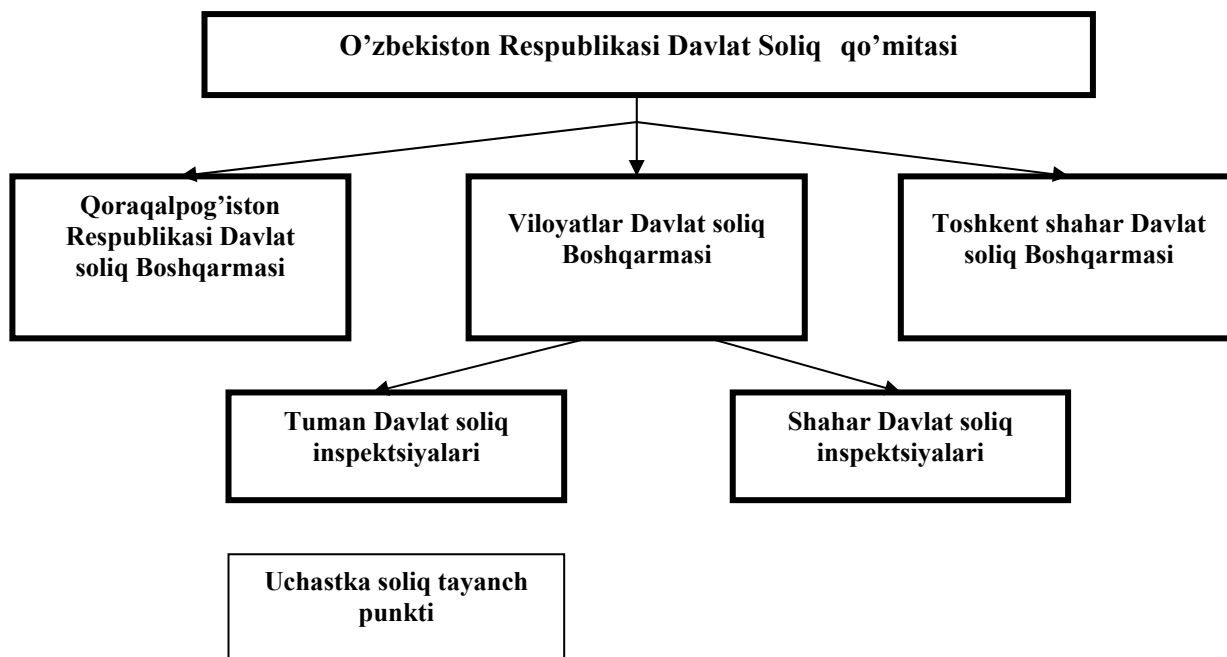 O’zbekiston Respublikasi Davlat Soliq qo’mitasi
Qoraqalpog’iston
Respublikasi Davlat
soliq Boshqarmasi
Viloyatlar Davlat soliq
Boshqarmasi
Toshkent shahar Davlat
soliq Boshqarmasi
Tuman Davlat soliq
inspektsiyalari
Shahar Davlat soliq
inspektsiyalari
Uchastka soliq tayanch
punkti